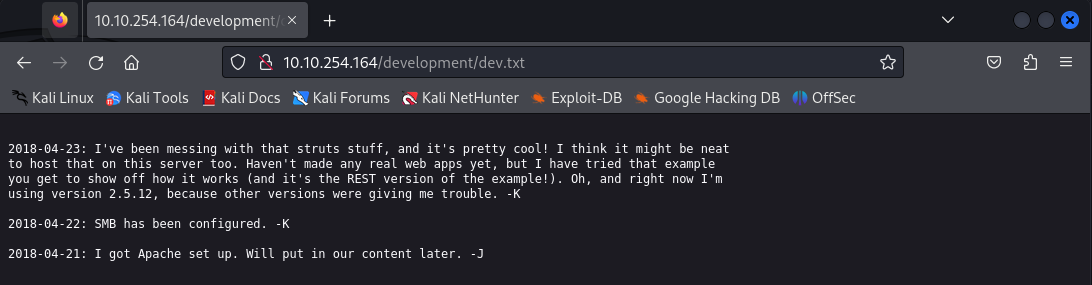 10.10.254.164/development/
10.10.254.164/development/dev.txt
Kali Linux Kali Tools Kali Docs Kali Forums Kali NetHunter Exploit-DB Google Hacking DB OffSec
2018-04-23: I've been messing with that struts stuff, and it's pretty cool! I think it might be neat
to host that on this server too. Haven't made any real web apps yet, but I have tried that example
you get to show off how it works (and it's the REST version of the example!). Oh, and right now I'm
using version 2.5.12, because other versions were giving me trouble. -K
2018-04-22: SMB has been configured. -K
2018-04-21: I got Apache set up. Will put in our content later. -J